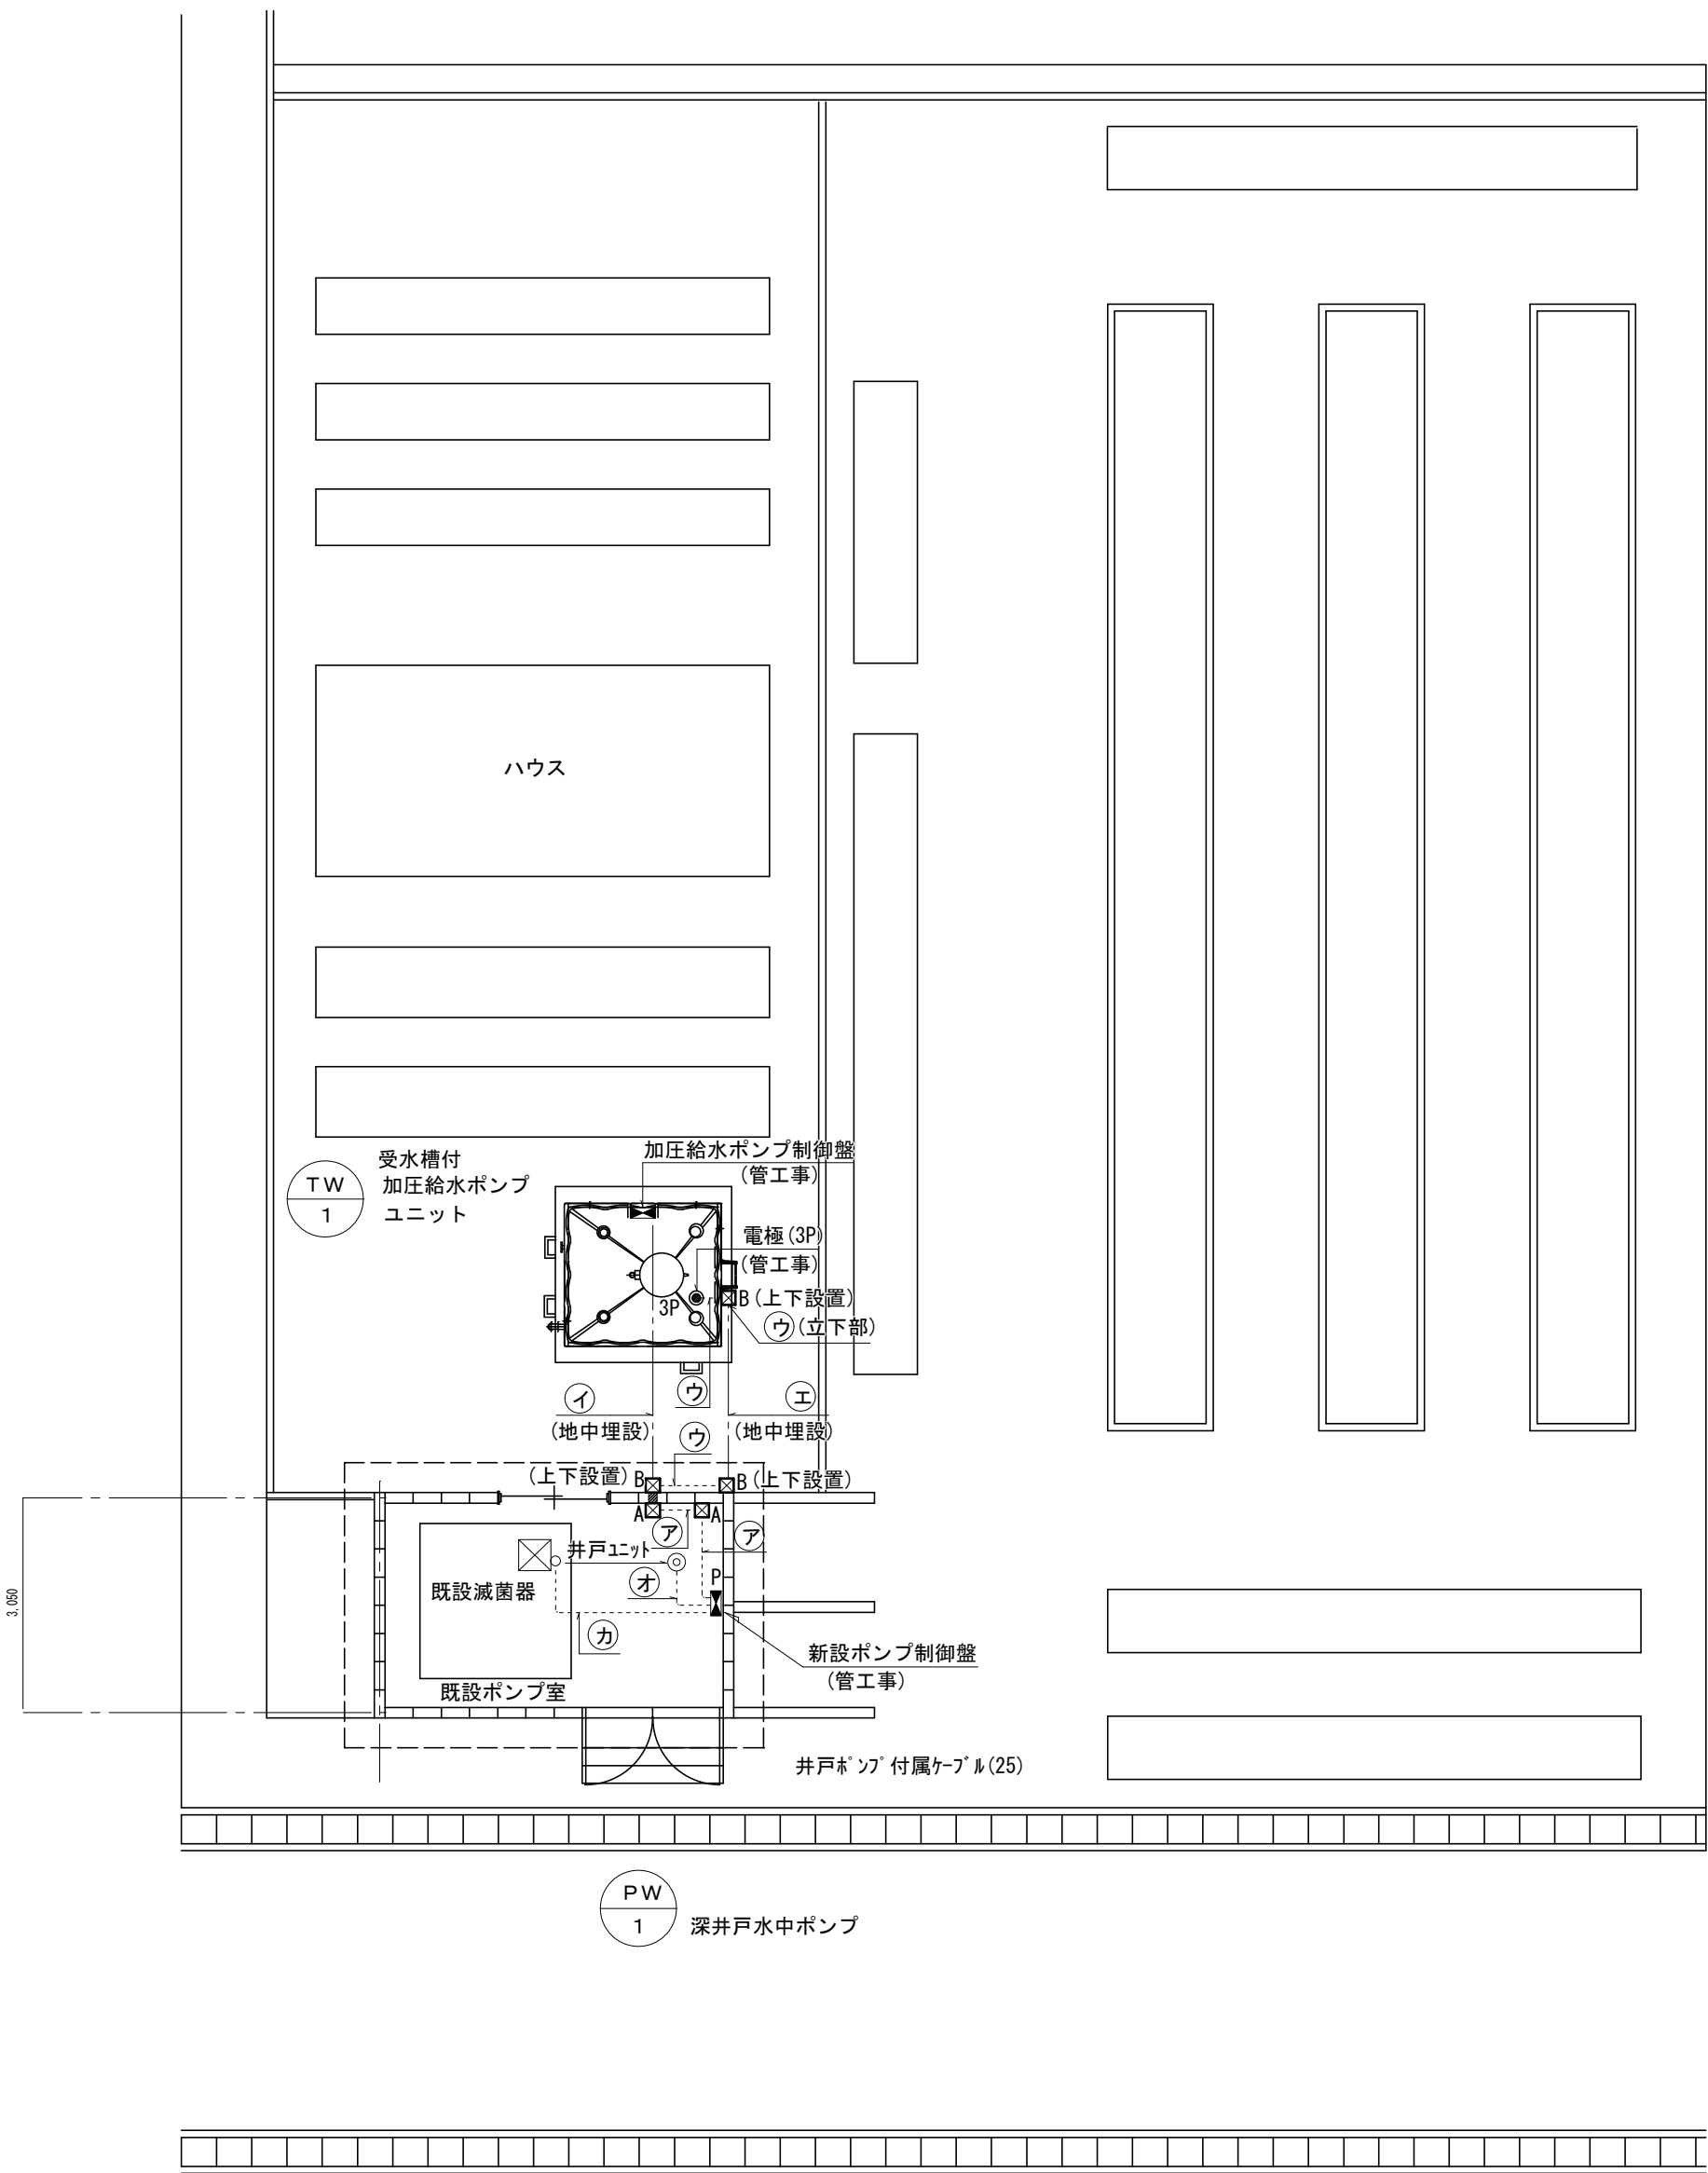 ハウス
加圧給水ポンプ制御盤
(管工事)
受水槽付
加圧給水ポンプ
ユニット
TW
1
電極(3P)
(管工事)
3P
B(上下設置)
ウ(立下部)
イ
ウ
エ
(地中埋設)
(地中埋設)
ウ
(上下設置)B
B(上下設置)
A
A
ア
ア
井戸ﾕﾆｯﾄ
P
オ
既設滅菌器
3,050
カ
新設ポンプ制御盤
(管工事)
既設ポンプ室
井戸ﾎﾟﾝﾌﾟ付属ｹｰﾌﾞﾙ(25)
PW
1
深井戸水中ポンプ